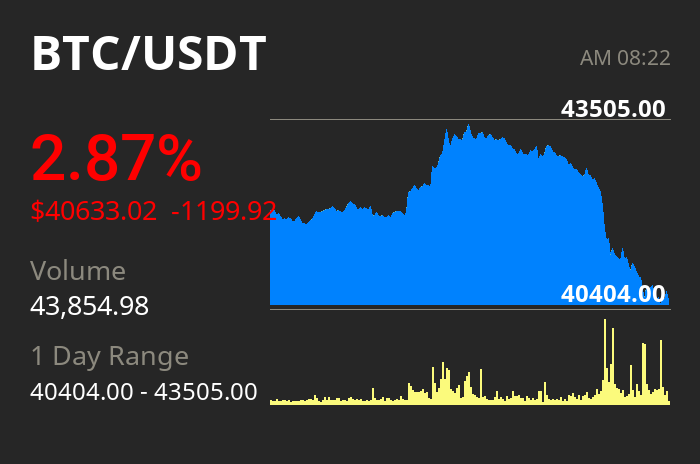 BTC/USDT
AM 08:22
43505.00
2.87%
$40633.02 -1199.92
Volume
43,854.98
40404.00
1 Day Range
40404.00 - 43505.00